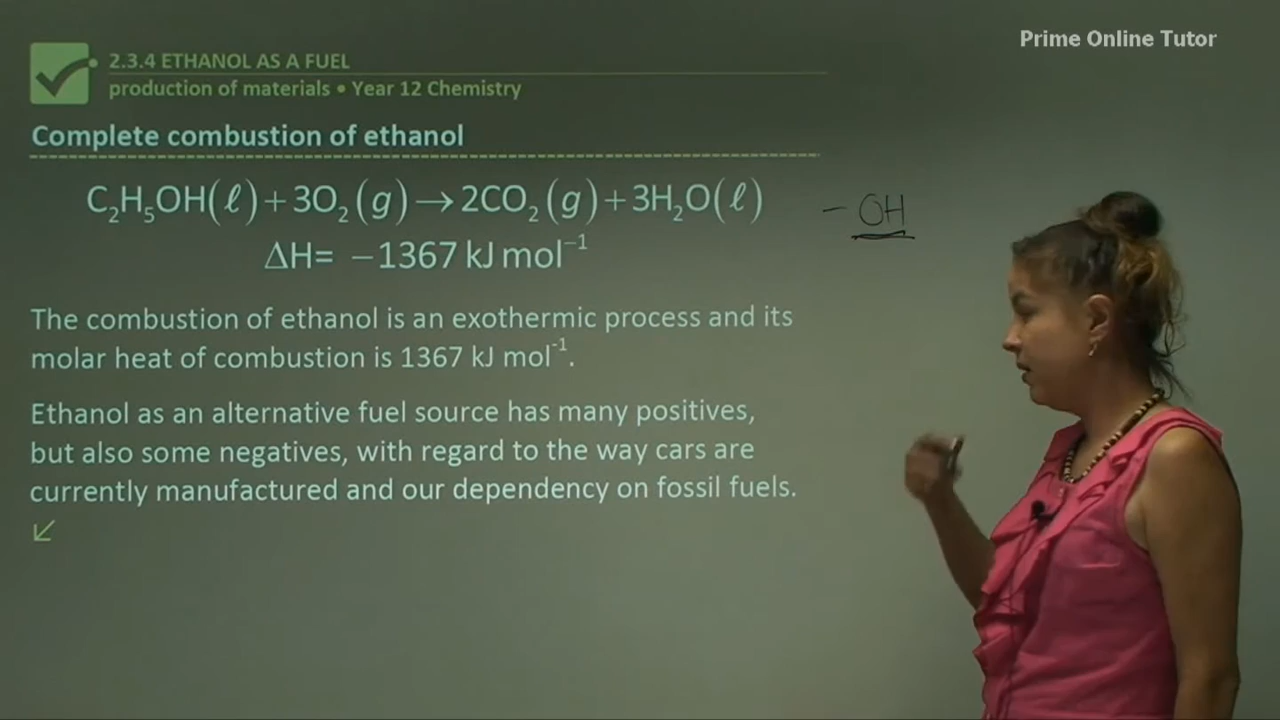 Prime Online Tutor
2.3.4 ETHANOL AS A FUEL
production of materials • Year 12 Chemistry
Complete combustion of ethanol
C₂H₅OH(ℓ)+3O₂(g)→2CO₂(g)+3H₂O(ℓ)
– OH
ΔH= −1367 kJ mol⁻¹
The combustion of ethanol is an exothermic process and its
molar heat of combustion is 1367 kJ mol⁻¹.
Ethanol as an alternative fuel source has many positives,
but also some negatives, with regard to the way cars are
currently manufactured and our dependency on fossil fuels.